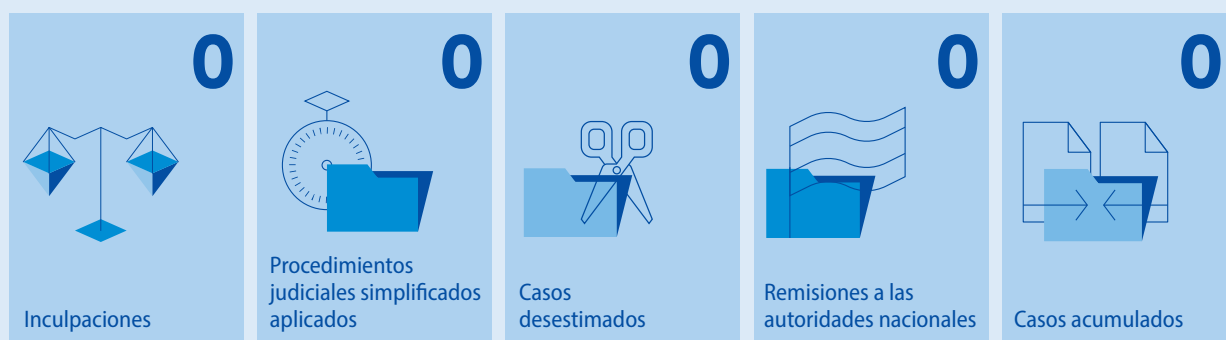 0
Inculpaciones
0
Procedimientos
judiciales simplificados
aplicados
0
Casos
desestimados
0
Remisiones a las
autoridades nacionales
0
Casos acumulados